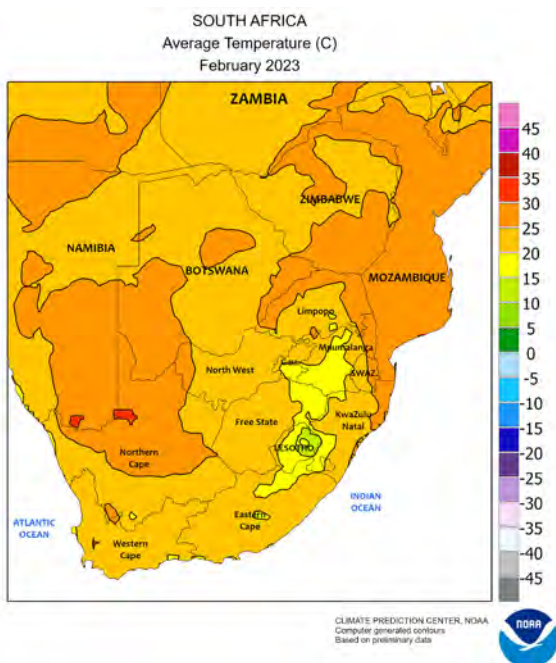 SOUTH AFRICA
Average Temperature (C)
February 2023
ZAMBIA
ZIMBABWE
NAMIBIA
BOTSWANA
MOZAMBIQUE
Limpopo
Mpumalanga
North West
SWAZ.
Free State
KwaZulu
Natal
LESOTHO
Northern
Cape
Eastern
Cape
Western
Cape
ATLANTIC
OCEAN
INDIAN
OCEAN
45
40
35
30
25
20
15
10
5
0
-5
-10
-15
-20
-25
-30
-35
-40
-45
CLIMATE PREDICTION CENTER, NOAA
Computer generated contours
Based on preliminary data
NOAA